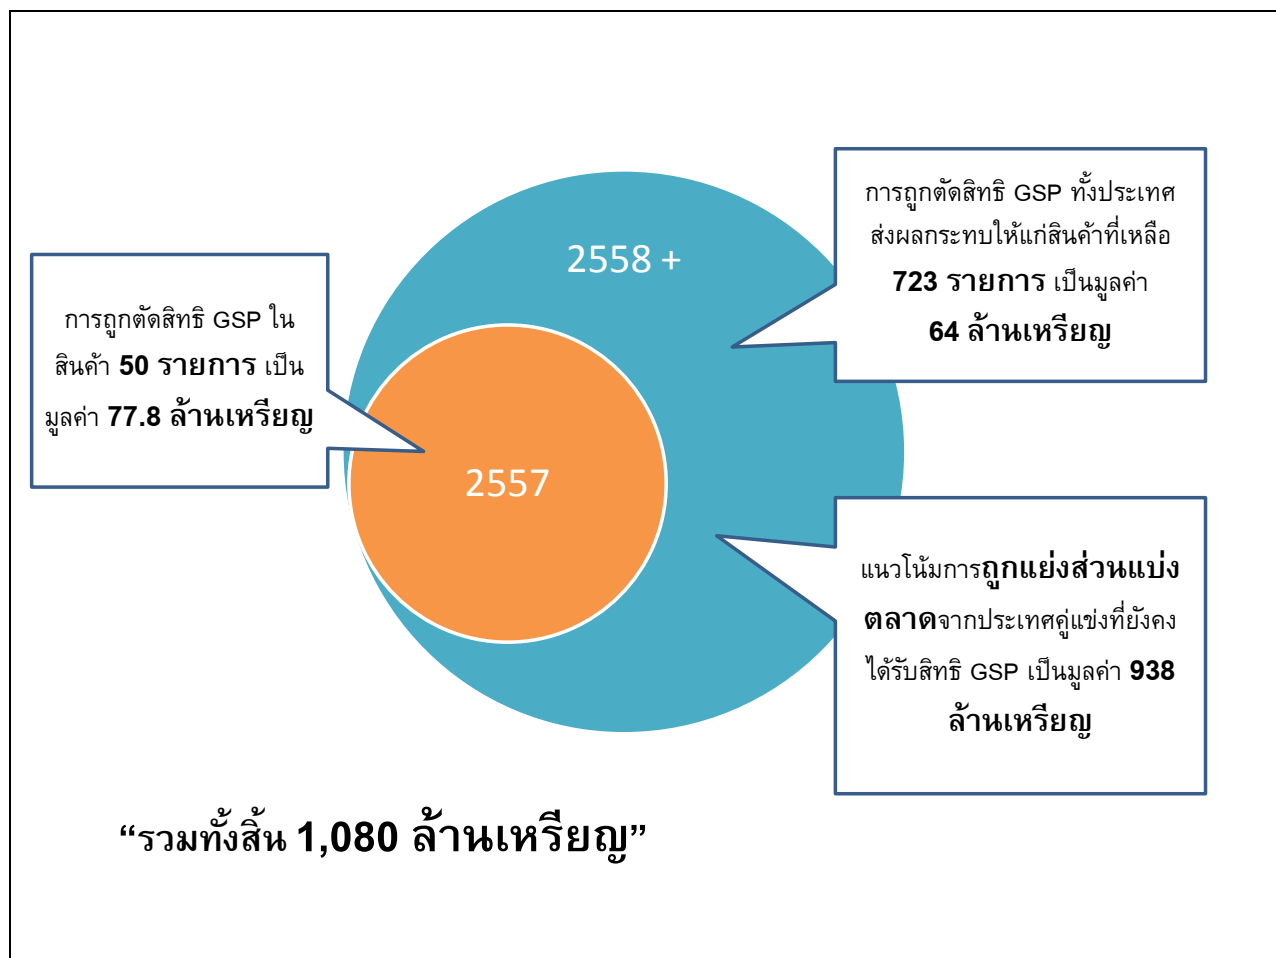 2558 +
การถูกตัดสิทธิ GSP ทั้งประเทศ
ส่งผลกระทบให้แก่สินค้าที่เหลือ
723 รายการ เป็นมูลค่า
64 ล้านเหรียญ
การถูกตัดสิทธิ GSP ใน
สินค้า 50 รายการ เป็น
มูลค่า 77.8 ล้านเหรียญ
2557
แนวโน้มการถูกแย่งส่วนแบ่ง
ตลาดจากประเทศคู่แข่งที่ยังคง
ได้รับสิทธิ GSP เป็นมูลค่า 938
ล้านเหรียญ
“รวมทั้งสิ้น 1,080 ล้านเหรียญ”